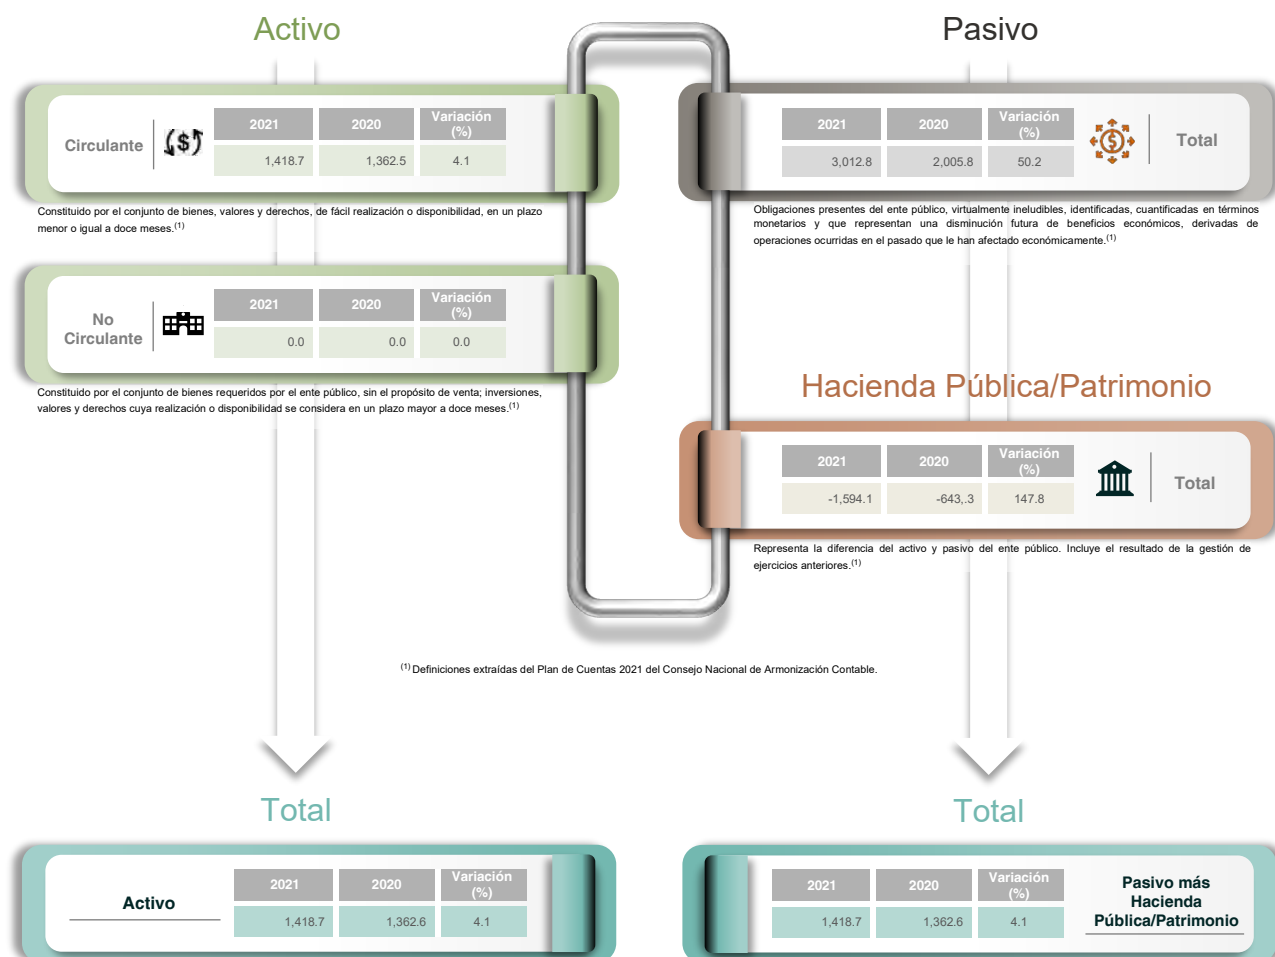 Activo
Circulante
2021 2020 Variación (%)
1,418.7 1,362.5 4.1
Constituido por el conjunto de bienes, valores y derechos, de fácil realización o disponibilidad, en un plazo
menor o igual a doce meses.(1)
No
Circulante
2021 2020 Variación (%)
0.0 0.0 0.0
Constituido por el conjunto de bienes requeridos por el ente público, sin el propósito de venta; inversiones,
valores y derechos cuya realización o disponibilidad se considera en un plazo mayor a doce meses.(1)
Pasivo
2021 2020 Variación (%)
3,012.8 2,005.8 50.2
Total
Obligaciones presentes del ente público, virtualmente ineludibles, identificadas, cuantificadas en términos
monetarios y que representan una disminución futura de beneficios económicos, derivadas de
operaciones ocurridas en el pasado que le han afectado económicamente.(1)
Hacienda Pública/Patrimonio
2021 2020 Variación (%)
-1,594.1 -643,.3 147.8
Total
Representa la diferencia del activo y pasivo del ente público. Incluye el resultado de la gestión de
ejercicios anteriores.(1)
(1) Definiciones extraídas del Plan de Cuentas 2021 del Consejo Nacional de Armonización Contable.
Total
Activo
2021 2020 Variación (%)
1,418.7 1,362.6 4.1
Total
2021 2020 Variación (%)
1,418.7 1,362.6 4.1
Pasivo más
Hacienda
Pública/Patrimonio